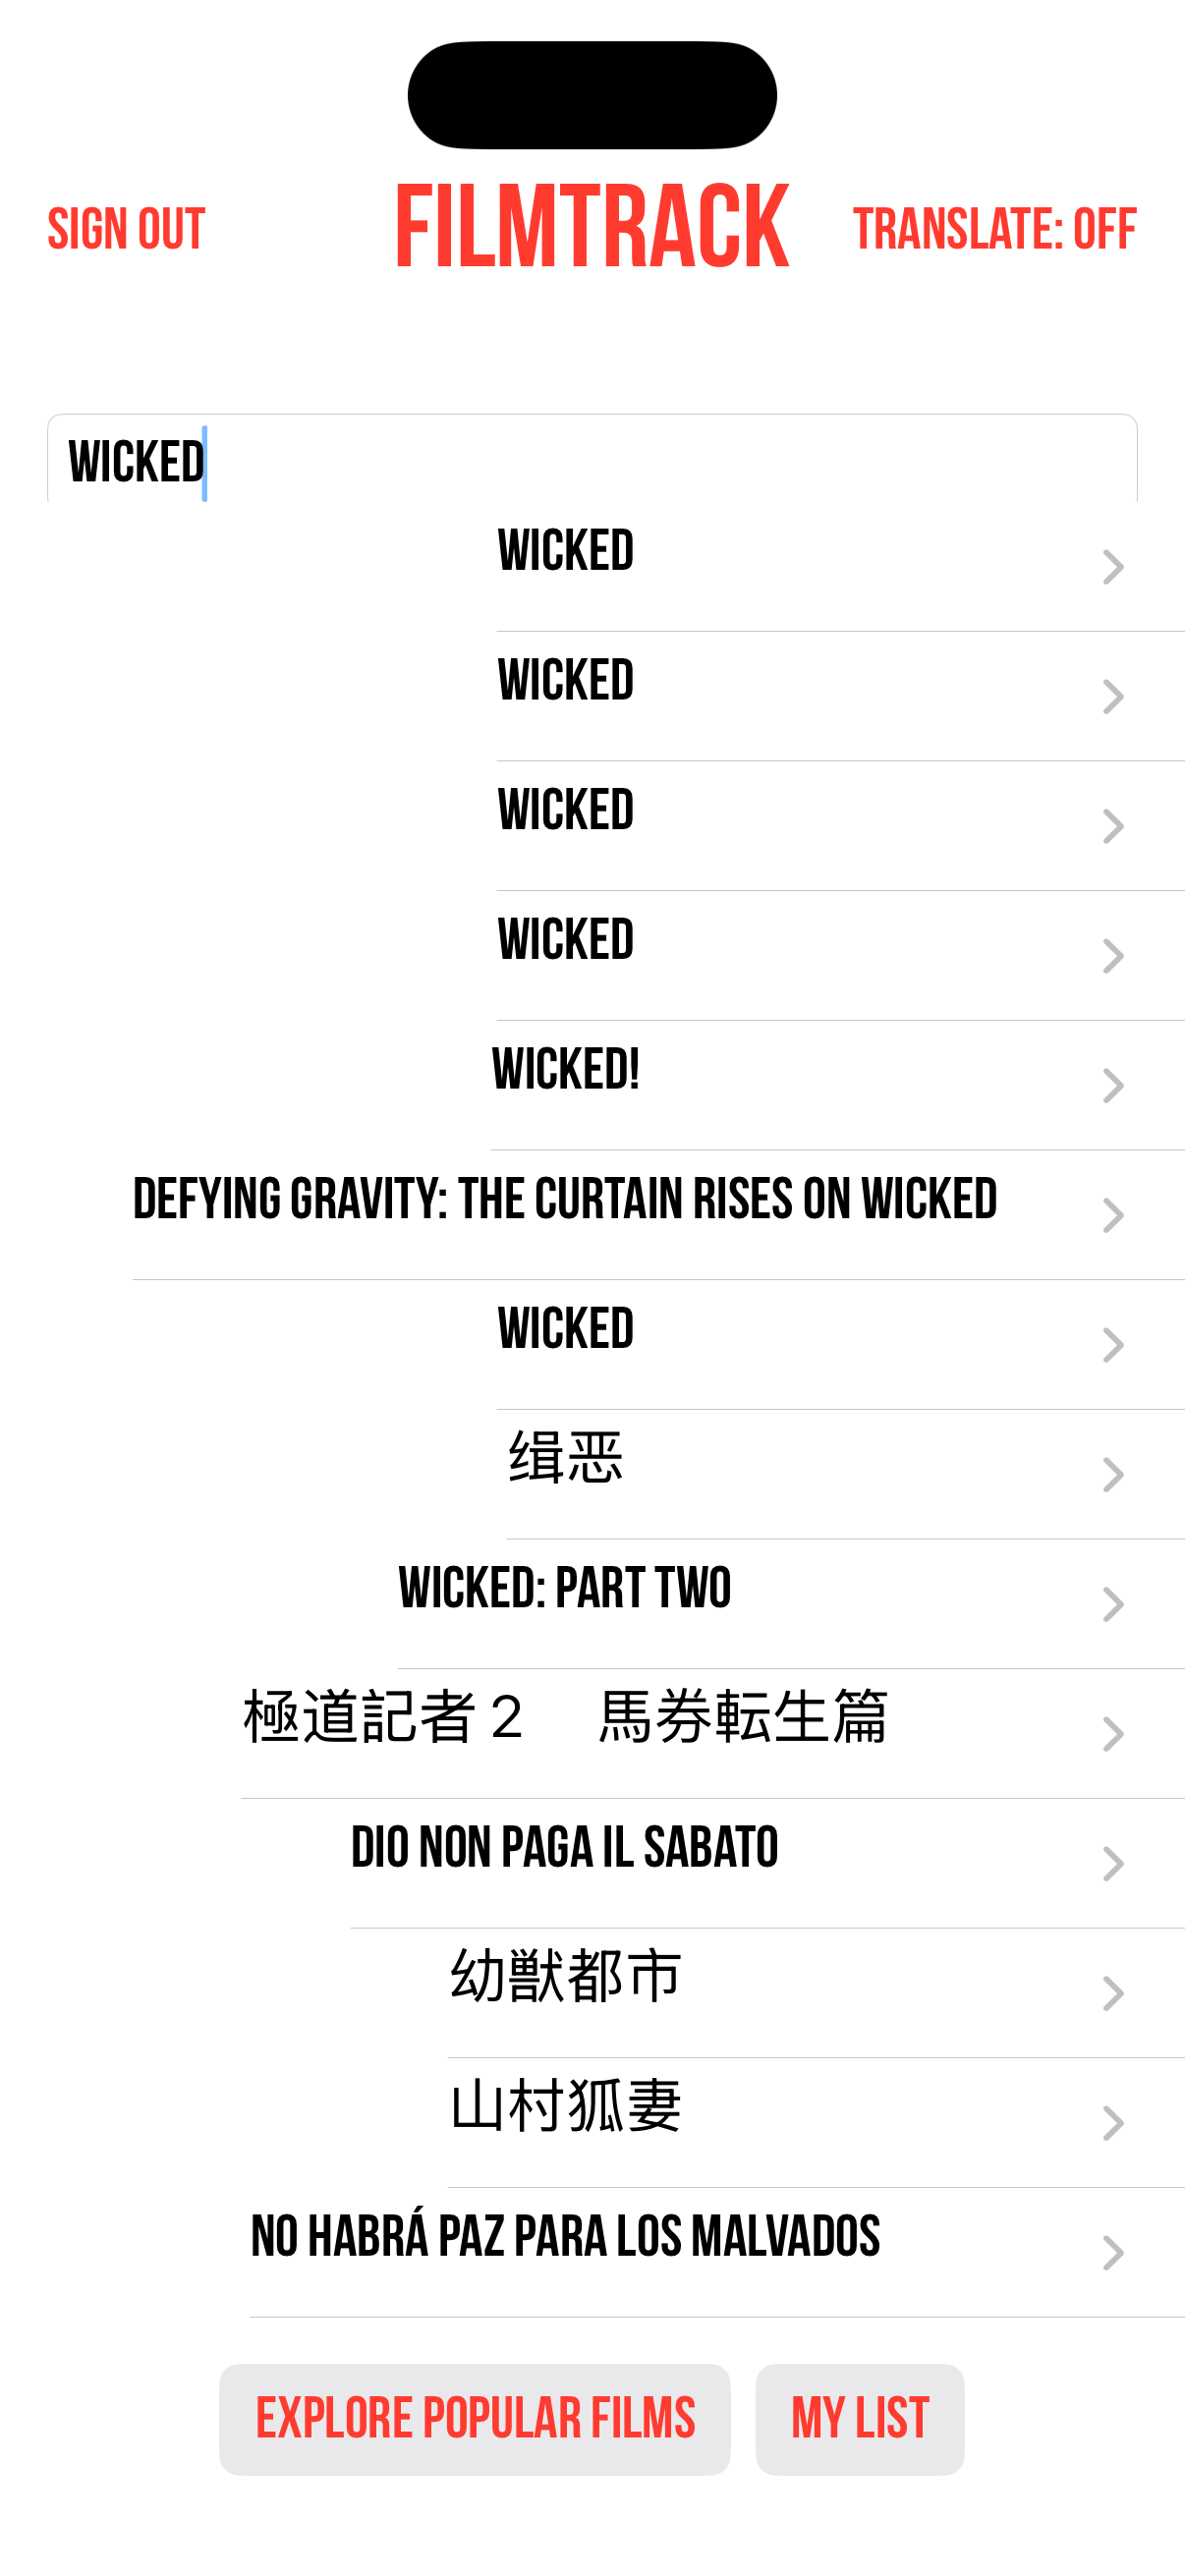 SIGN OUT
FILMTRACK
TRANSLATE: OFF
WICKED
WICKED
WICKED
WICKED
WICKED
WICKED!
DEFYING GRAVITY: THE CURTAIN RISES ON WICKED
WICKED
缉恶
WICKED: PART TWO
極道記者２　馬券転生篇
DIO NON PAGA IL SABATO
幼獣都市
山村狐妻
NO HABRÁ PAZ PARA LOS MALVADOS
EXPLORE POPULAR FILMS
MY LIST